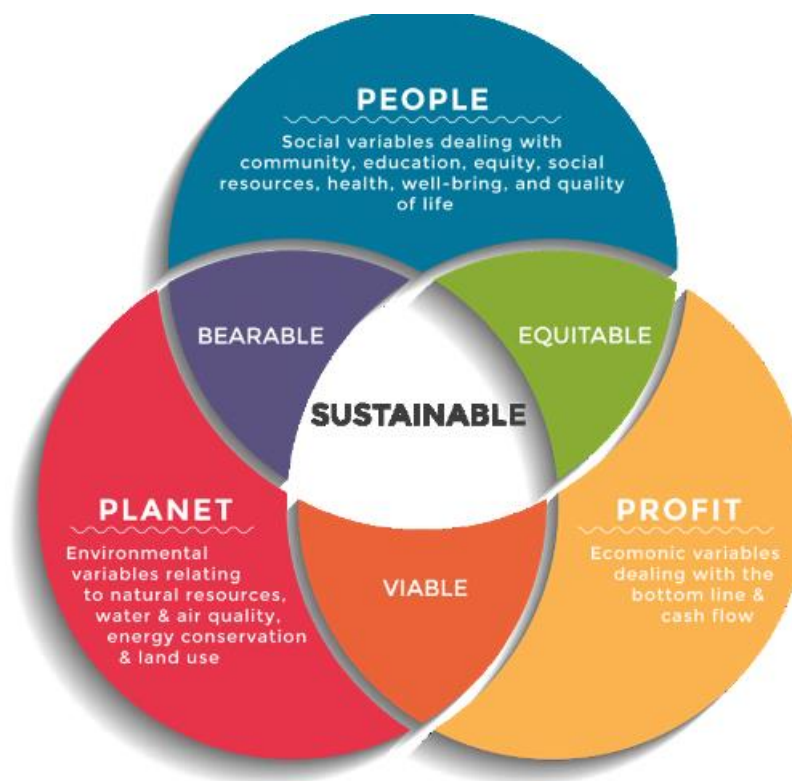 PEOPLE
Social variables dealing with
community, education, equity, social
resources, health, well-bring, and quality
of life
BEARABLE
EQUITABLE
SUSTAINABLE
PLANET
Environmental
variables relating
to natural resources,
water & air quality,
energy conservation
& land use
VIABLE
PROFIT
Ecomonic variables
dealing with the
bottom line &
cash flow